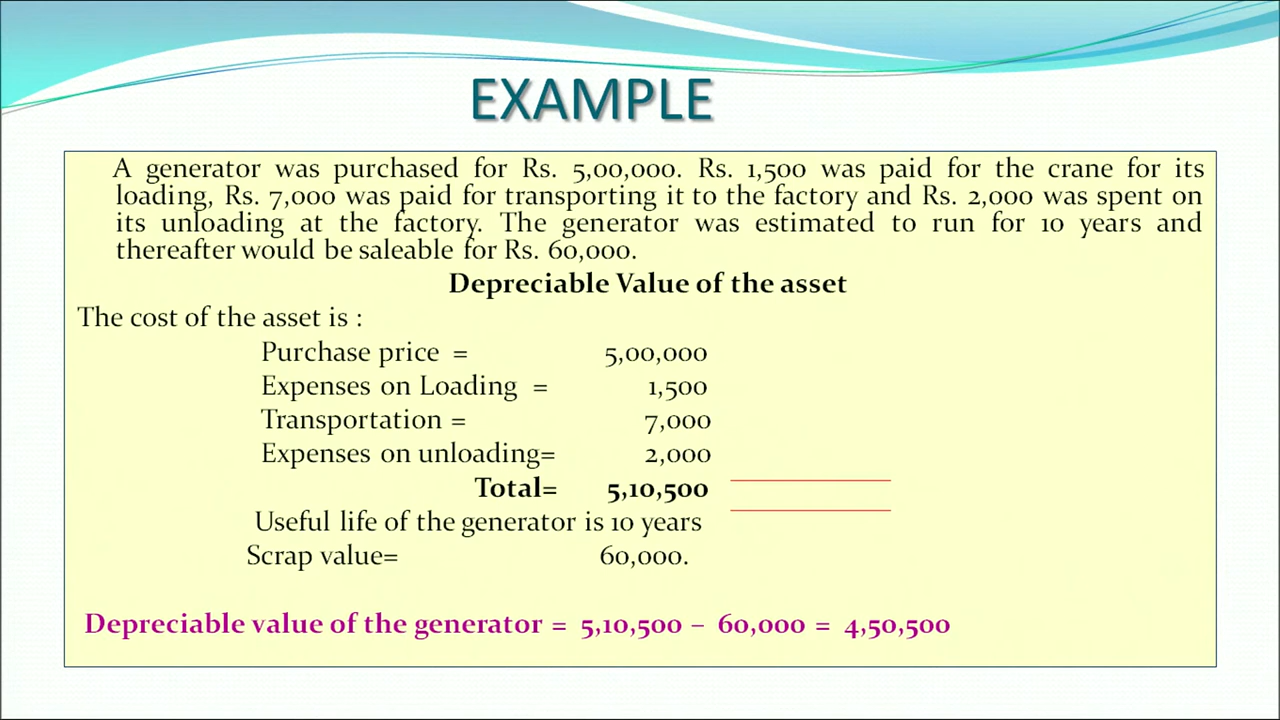 EXAMPLE
A generator was purchased for Rs. 5,00,000. Rs. 1,500 was paid for the crane for its
loading, Rs. 7,000 was paid for transporting it to the factory and Rs. 2,000 was spent on
its unloading at the factory. The generator was estimated to run for 10 years and
thereafter would be saleable for Rs. 60,000.
Depreciable Value of the asset
The cost of the asset is :
Purchase price = 5,00,000
Expenses on Loading = 1,500
Transportation = 7,000
Expenses on unloading= 2,000
Total= 5,10,500
Useful life of the generator is 10 years
Scrap value= 60,000.
Depreciable value of the generator = 5,10,500 – 60,000 = 4,50,500